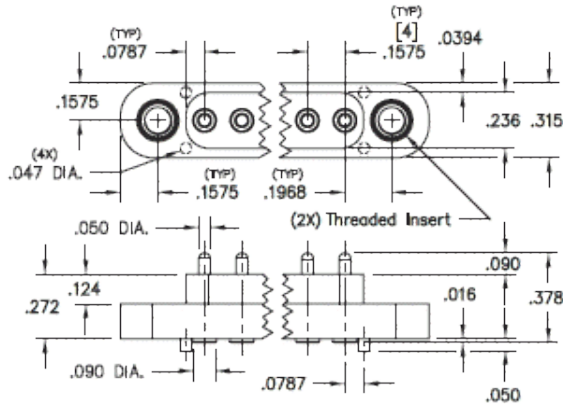 (TYP)
.0787
(TYP)
[4]
.1575
.0394
.1575
.236
.315
(4X)
.047 DIA.
(TYP)
.1575
(TYP)
.1968
(2X) Threaded Insert
.050 DIA.
.090
.124
.272
.016
.378
.090 DIA.
.0787
.050